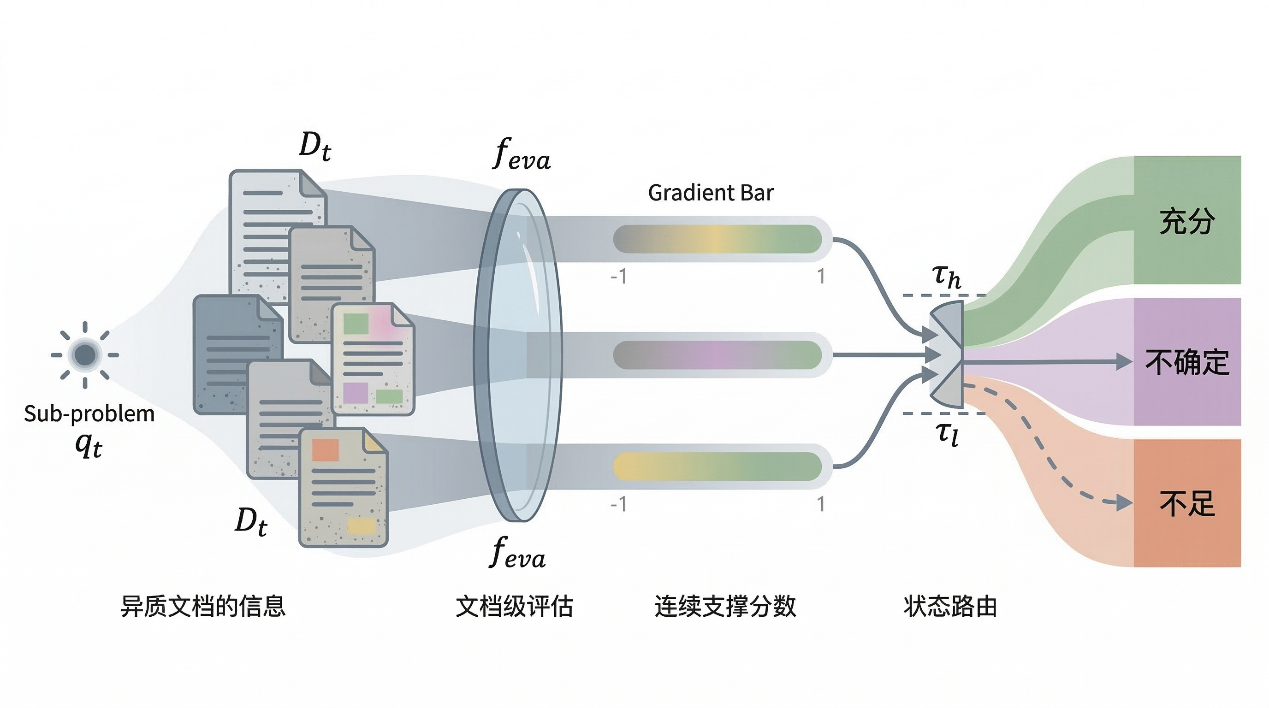 D_t
f_eva
Gradient Bar
-1 1
τ_h
充分
Sub-problem
q_t
不确定
τ_l
-1 1
不足
D_t
f_eva
异质文档的信息
文档级评估
连续支撑分数
状态路由